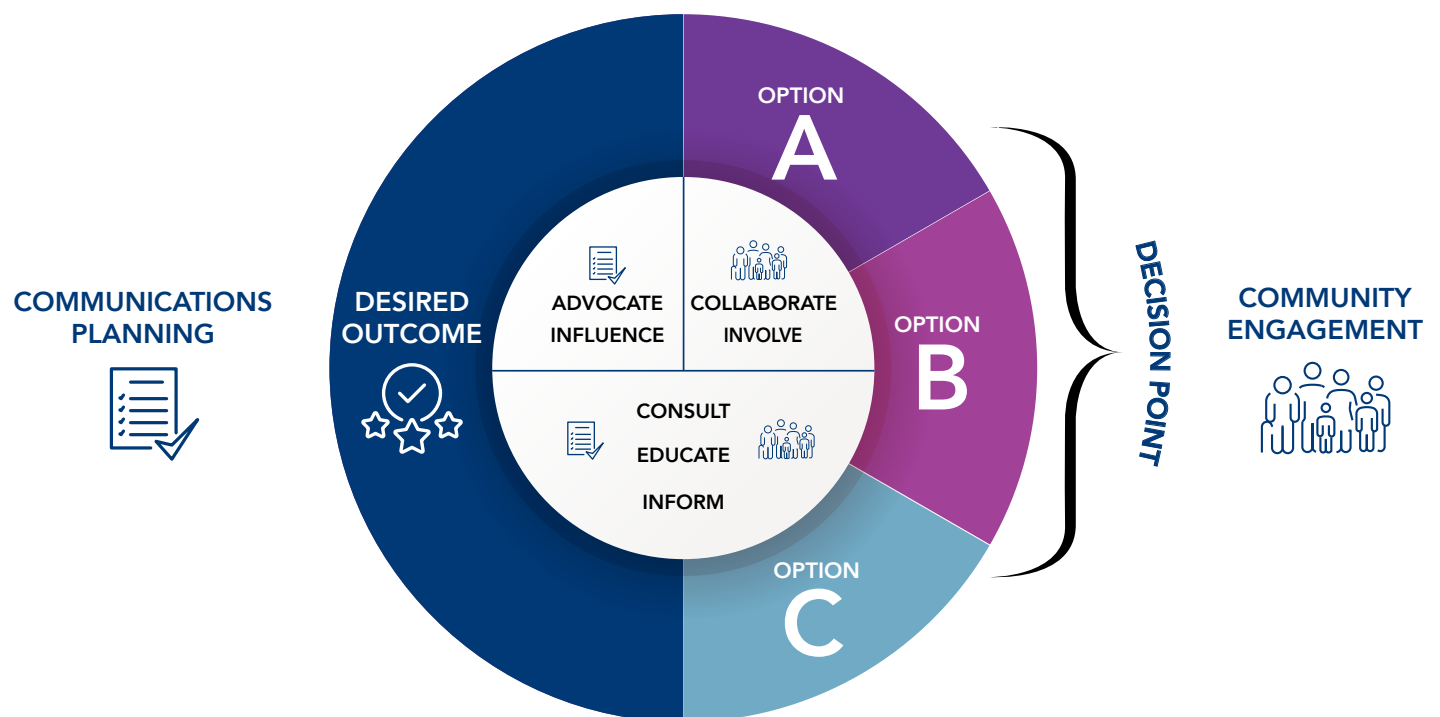 COMMUNICATIONS
PLANNING
DESIRED
OUTCOME
ADVOCATE
INFLUENCE
COLLABORATE
INVOLVE
CONSULT
EDUCATE
INFORM
OPTION
A
OPTION
B
OPTION
C
DECISION POINT
COMMUNITY
ENGAGEMENT